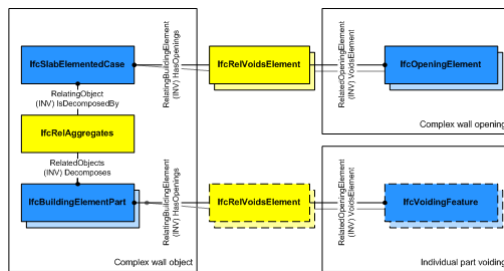 IfcSlabElementedCase
IfcRelVoidsElement
IfcOpeningElement
RelatingBuildingElement
(INV) HasOpenings
RelatedOpeningElement
(INV) VoidsElement
RelatingObject
(INV) IsDecomposedBy
Complex wall opening
IfcRelAggregates
RelatedObjects
(INV) Decomposes
IfcBuildingElementPart
IfcRelVoidsElement
IfcVoidingFeature
RelatingBuildingElement
(INV) HasOpenings
RelatedOpeningElement
(INV) VoidsElement
Complex wall object
Individual part voiding